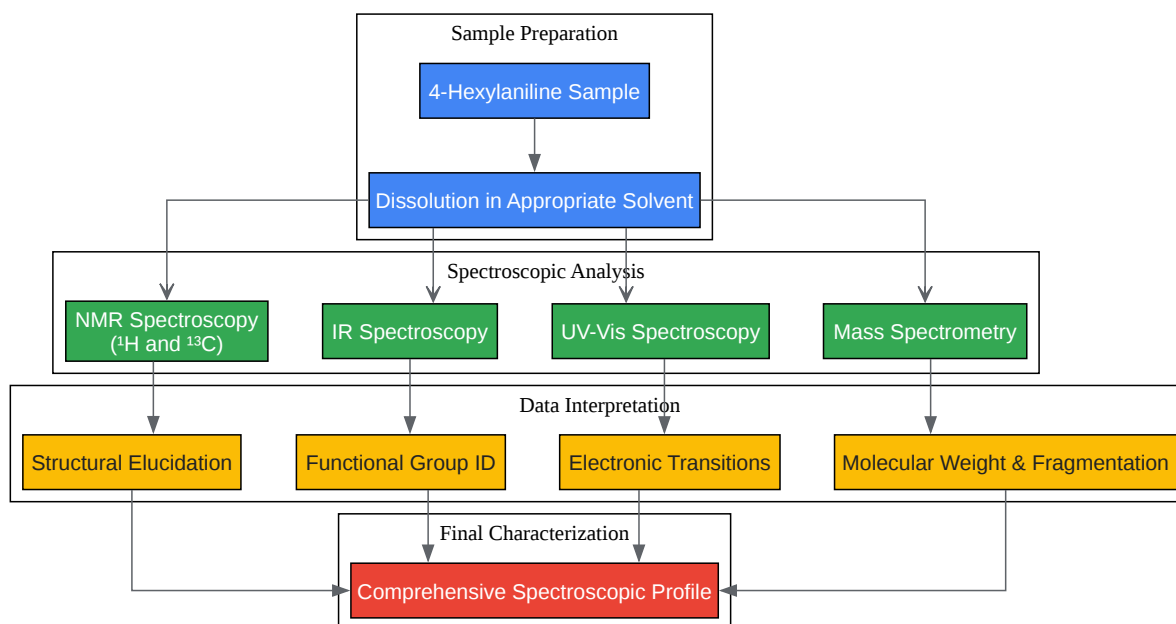 Sample Preparation
4-Hexylaniline Sample
Dissolution in Appropriate Solvent
Spectroscopic Analysis
NMR Spectroscopy
(¹H and ¹³C)
IR Spectroscopy
UV-Vis Spectroscopy
Mass Spectrometry
Data Interpretation
Structural Elucidation
Functional Group ID
Electronic Transitions
Molecular Weight & Fragmentation
Final Characterization
Comprehensive Spectroscopic Profile